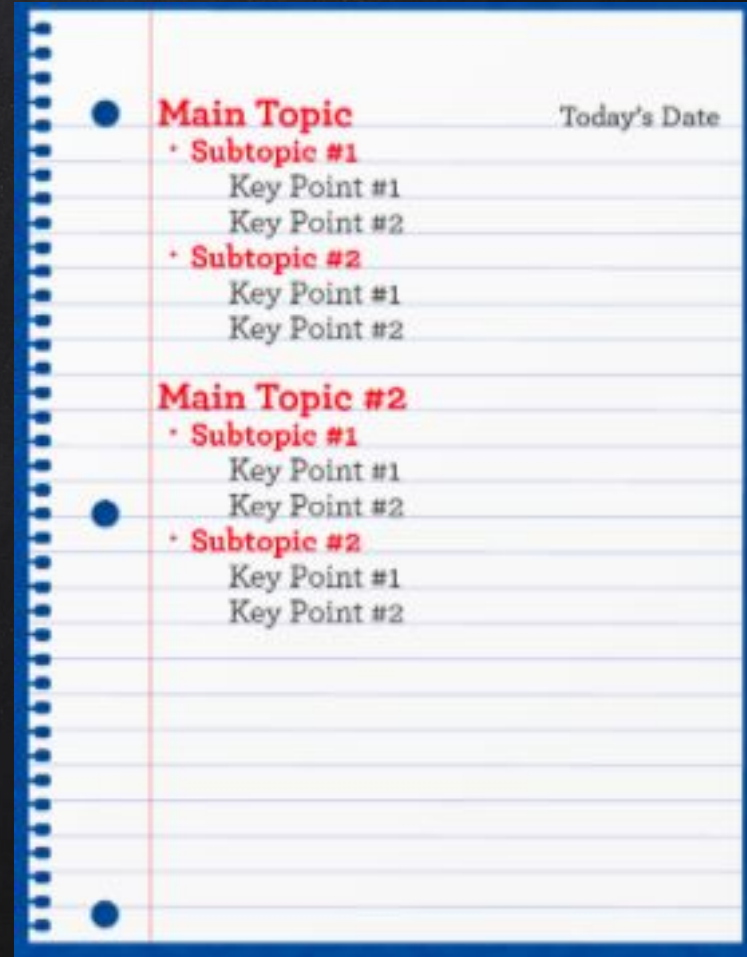 Main Topic Today's Date
· Subtopic #1
Key Point #1
Key Point #2
· Subtopic #2
Key Point #1
Key Point #2
Main Topic #2
· Subtopic #1
Key Point #1
Key Point #2
· Subtopic #2
Key Point #1
Key Point #2